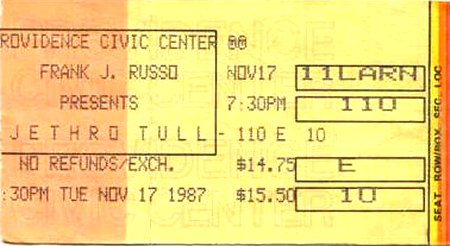 ROVIDENCE CIVIC CENTER 00
FRANK J. RUSSO NOV17 11LARN
PRESENTS 7:30PM 110
JETHRO TULL - 110 E 10
NO REFUNDS/EXCH. $14.75 E
:30PM TUE NOV 17 1987 $15.50 10
SEAT ROW/BOX SEC. LOC